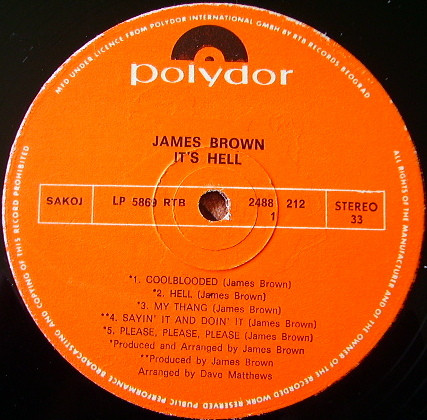 MFD UNDER LICENCE FROM POLYDOR INTERNATIONAL GMBH BY RTB RECORDS BEOGRAD
polydor
JAMES BROWN
IT'S HELL
SAKOJ
LP 5869 RTB
2488 212
1
STEREO
33
*1. COOLBLOODED (James Brown)
*2. HELL (James Brown)
*3. MY THANG (James Brown)
**4. SAYIN' IT AND DOIN' IT (James Brown)
*5. PLEASE, PLEASE, PLEASE (James Brown)
*Produced and Arranged by James Brown
**Produced by James Brown
Arranged by Dave Matthews
ALL RIGHTS OF THE MANUFACTURER AND OF THE OWNER OF THE RECORDED WORK RESERVED PUBLIC PERFORMANCE BROADCASTING AND COPYING OF THIS RECORD PROHIBITED